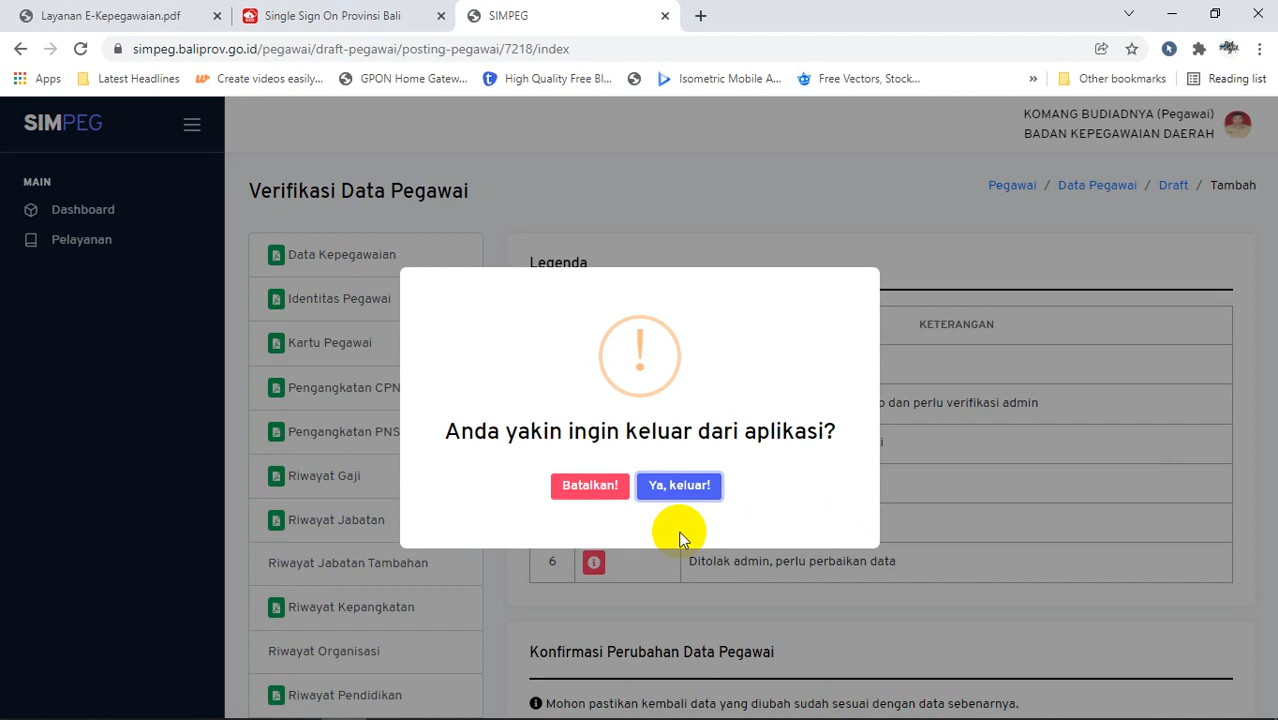 Layanan E-Kepegawaian.pdf
Single Sign On Provinsi Bali
SIMPEG
simpeg.baliprov.go.id/pegawai/draft-pegawai/posting-pegawai/7218/index
Apps
Latest Headlines
Create videos easily...
GPON Home Gatew...
High Quality Free Bl...
Isometric Mobile A...
Free Vectors, Stock...
»
Other bookmarks
Reading list
SIMPEG
KOMANG BUDIADNYA (Pegawai)
BADAN KEPEGAWAIAN DAERAH
MAIN
Dashboard
Pelayanan
Verifikasi Data Pegawai
Pegawai / Data Pegawai / Draft / Tambah
Data Kepegawaian
Identitas Pegawai
Kartu Pegawai
Pengangkatan CPN
Pengangkatan PNS
Riwayat Gaji
Riwayat Jabatan
Riwayat Jabatan Tambahan
Riwayat Kepangkatan
Riwayat Organisasi
Riwayat Pendidikan
Legenda
KETERANGAN
dan perlu verifikasi admin
6 Ditolak admin, perlu perbaikan data
Anda yakin ingin keluar dari aplikasi?
Batalkan!
Ya, keluar!
Konfirmasi Perubahan Data Pegawai
Mohon pastikan kembali data yang diubah sudah sesuai dengan data sebenarnya.